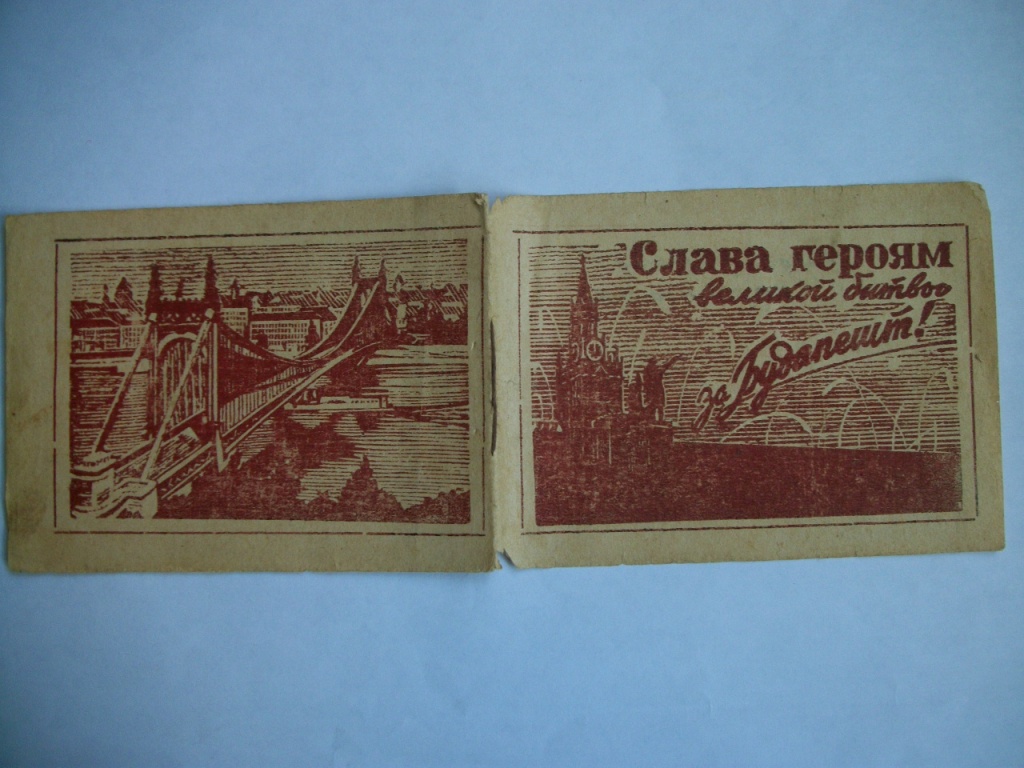 Слава героям
великой битвы
за Будапешт!